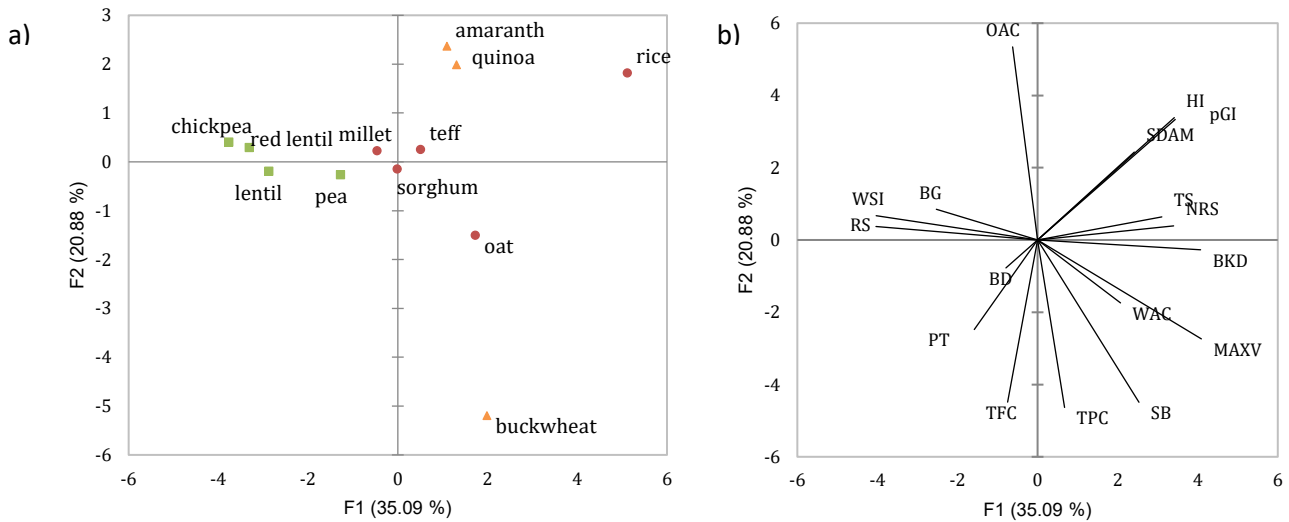 a)
3
2
1
0
-1
-2
-3
-4
-5
-6
F2 (20.88 %)
amaranth
quinoa
rice
chickpea
red lentil
millet
teff
lentil
pea
sorghum
oat
buckwheat
-6
-4
-2
0
2
4
6
F1 (35.09 %)
b)
6
4
2
0
-2
-4
-6
F2 (20.88 %)
OAC
HI
pGI
SDAM
WSI
BG
TS
NRS
RS
BKD
BD
WAC
PT
MAXV
TFC
TPC
SB
-6
-4
-2
0
2
4
6
F1 (35.09 %)